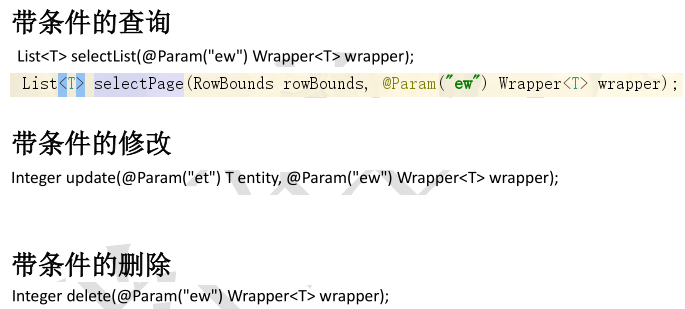 带条件的查询
List<T> selectList(@Param("ew") Wrapper<T> wrapper);
List<T> selectPage(RowBounds rowBounds, @Param("ew") Wrapper<T> wrapper);
带条件的修改
Integer update(@Param("et") T entity, @Param("ew") Wrapper<T> wrapper);
带条件的删除
Integer delete(@Param("ew") Wrapper<T> wrapper);